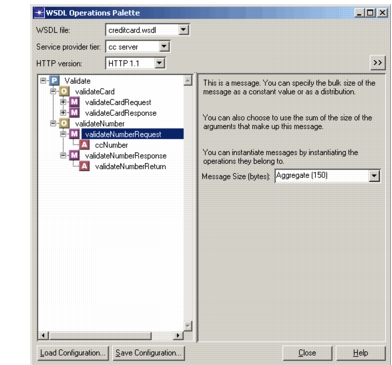 WSDL Operations Palette
WSDL file: creditcard.wsdl
Service provider tier: cc server
HTTP version: HTTP 1.1 >>
P Validate
O validateCard
M validateCardRequest
M validateCardResponse
O validateNumber
M validateNumberRequest
A ccNumber
M validateNumberResponse
A validateNumberReturn
This is a message. You can specify the bulk size of the
message as a constant value or as a distribution.
You can also choose to use the sum of the size of the
arguments that make up this message.
You can instantiate messages by instantiating the
operations they belong to.
Message Size (bytes): Aggregate (150)
Load Configuration... Save Configuration... Close Help